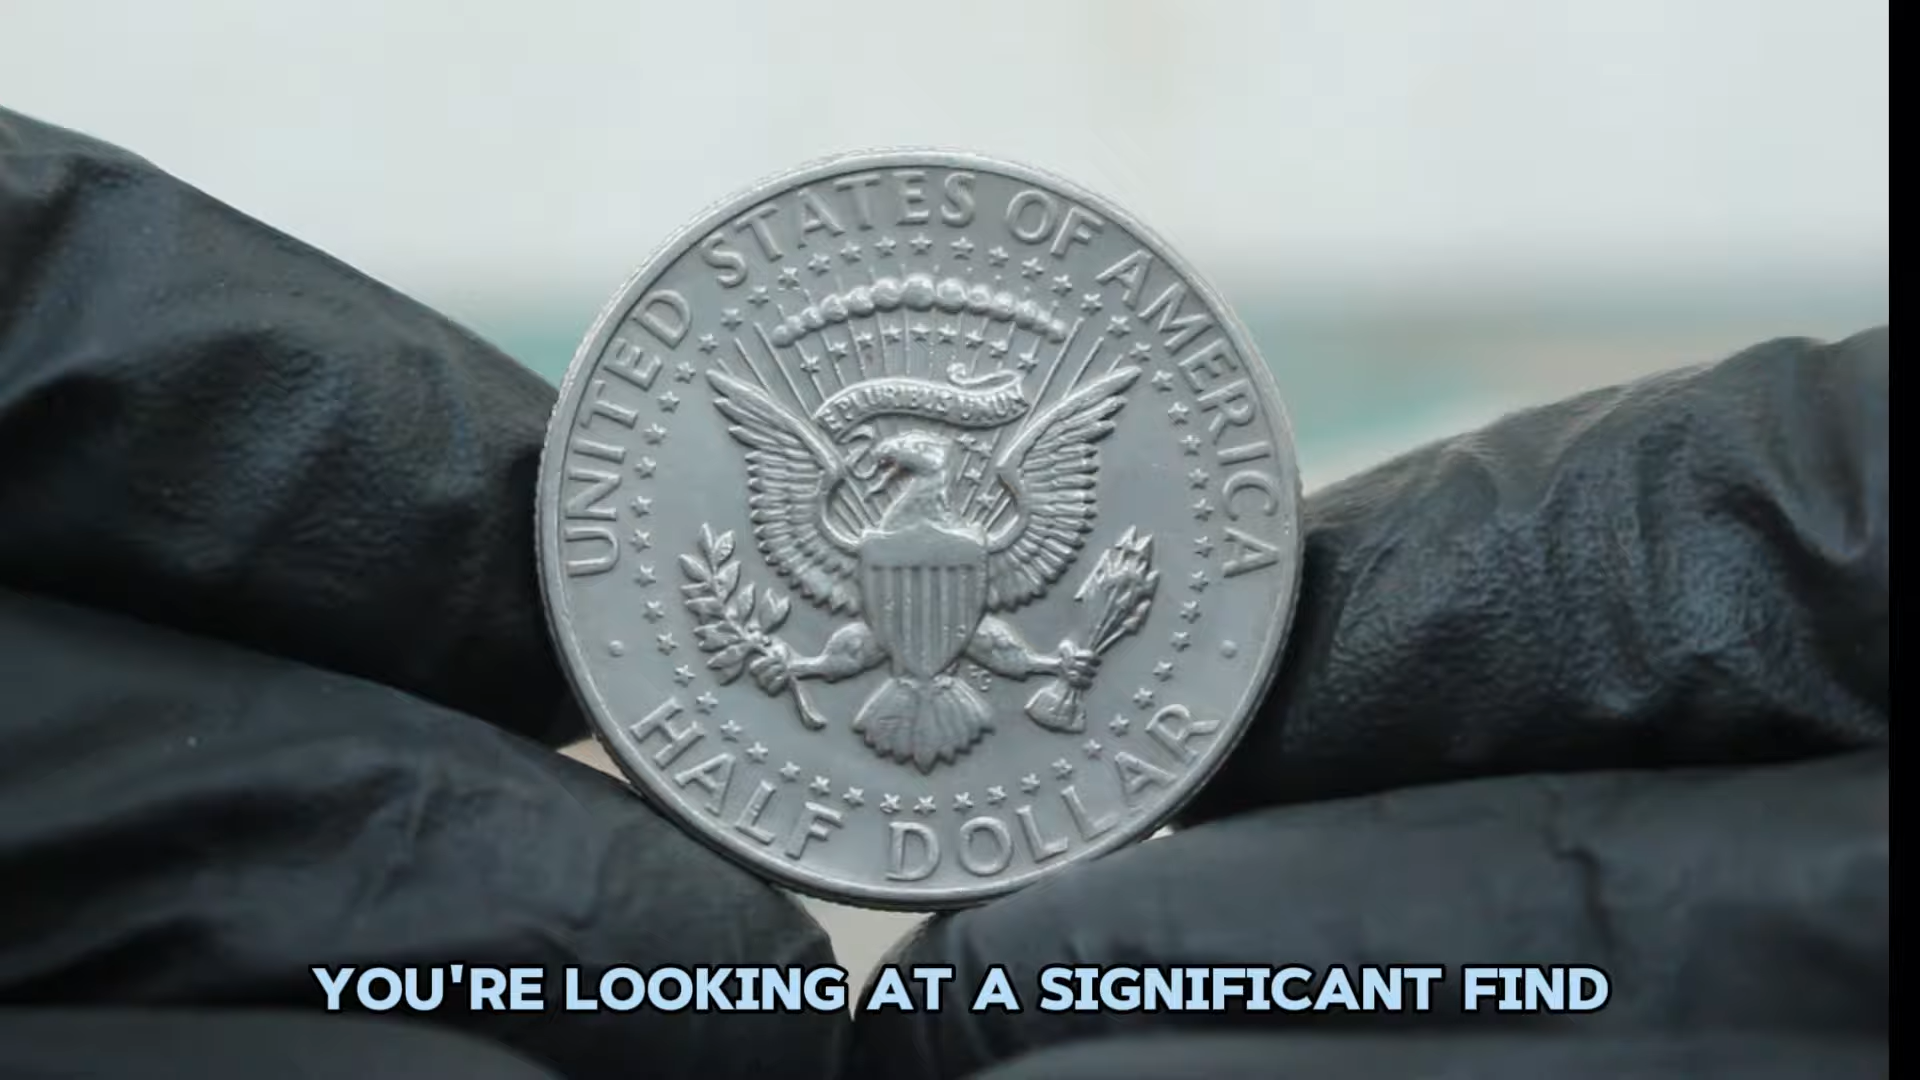 UNITED STATES OF AMERICA
E PLURIBUS UNUM
HALF DOLLAR
YOU'RE LOOKING AT A SIGNIFICANT FIND